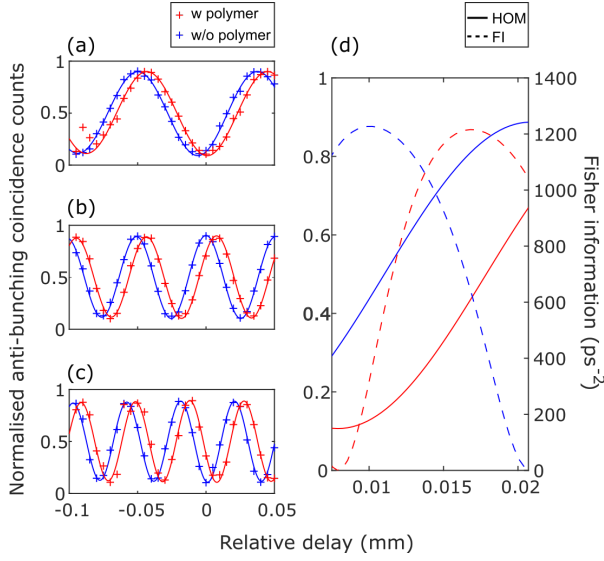 w polymer
w/o polymer
HOM
FI
(a)
(d)
1
0.5
0
(b)
1
0.5
0
(c)
1
0.5
0
-0.1
-0.05
0
0.05
Normalised anti-bunching coincidence counts
1
0.8
0.6
0.4
0.2
0
0.01
0.015
0.02
1400
1200
1000
800
600
400
200
0
Fisher information (ps⁻²)
Relative delay (mm)